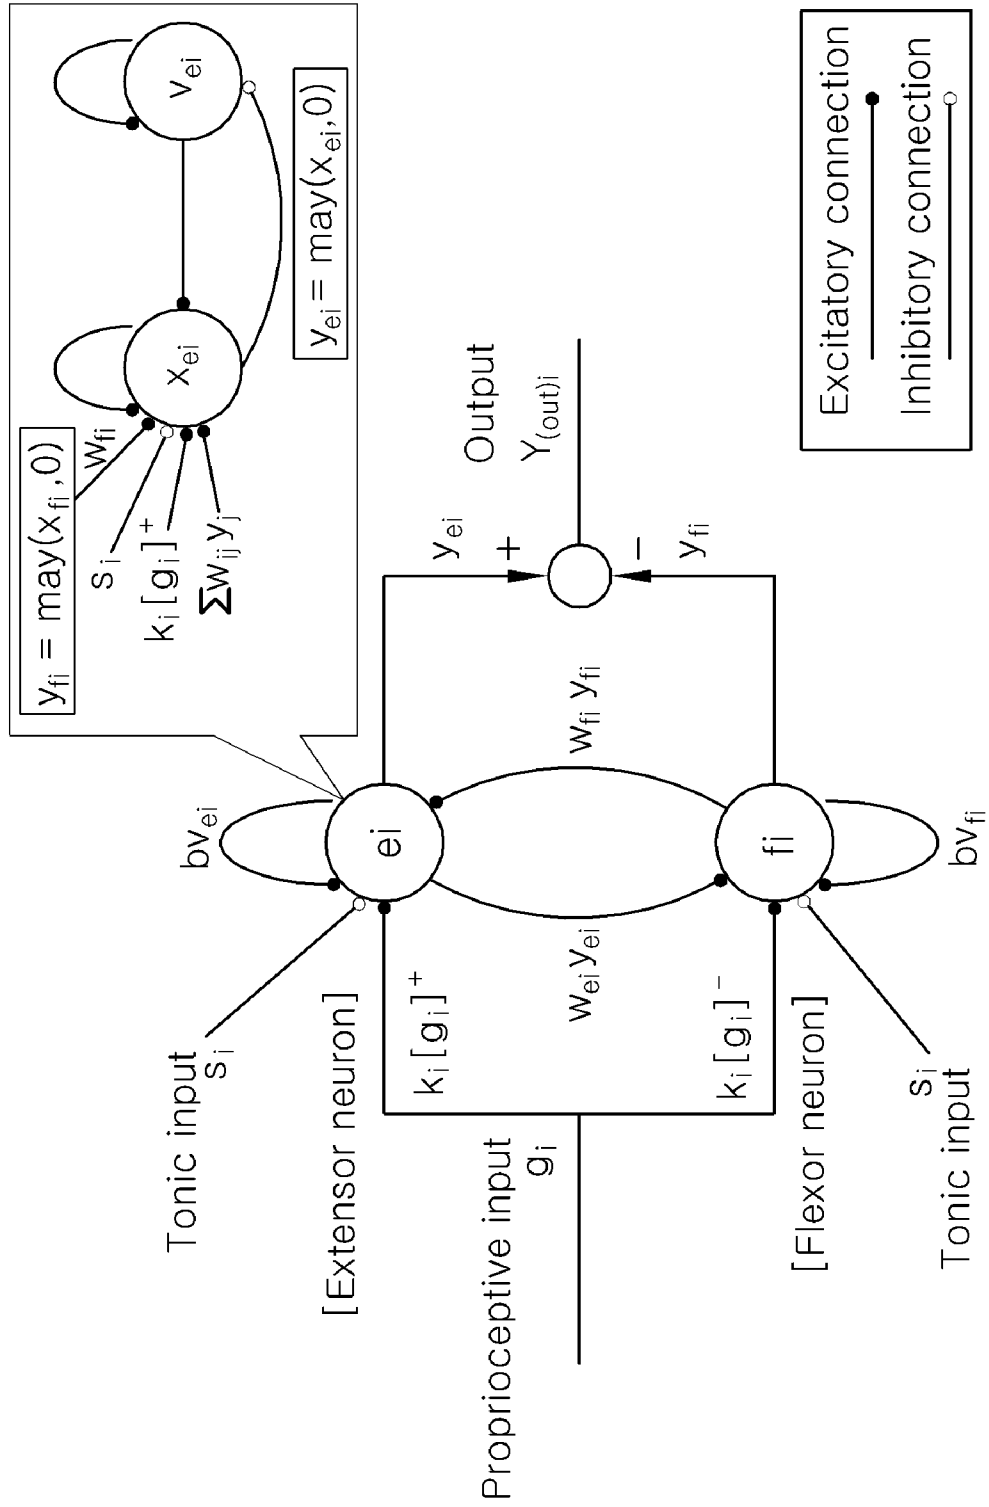 y_fi = may(x_fi,0)
w_fi
s_i
k_i[g_i]^+
Σw_ij y_j
x_ei
v_ei
y_ei = may(x_ei,0)
Tonic input
s_i
bv_ei
[Extensor neuron]
ei
k_i[g_i]^+
y_ei
+
Output
Y_(out)i
Proprioceptive input
g_i
w_ei y_ei
w_fi y_fi
−
y_fi
k_i[g_i]^-
[Flexor neuron]
fi
bv_fi
s_i
Tonic input
Excitatory connection
Inhibitory connection